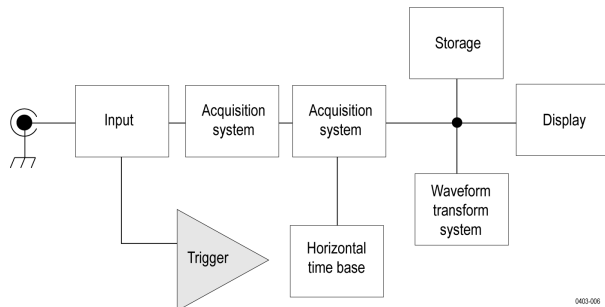 Storage
Input
Acquisition
system
Acquisition
system
Display
Waveform
transform
system
Trigger
Horizontal
time base
0403-006